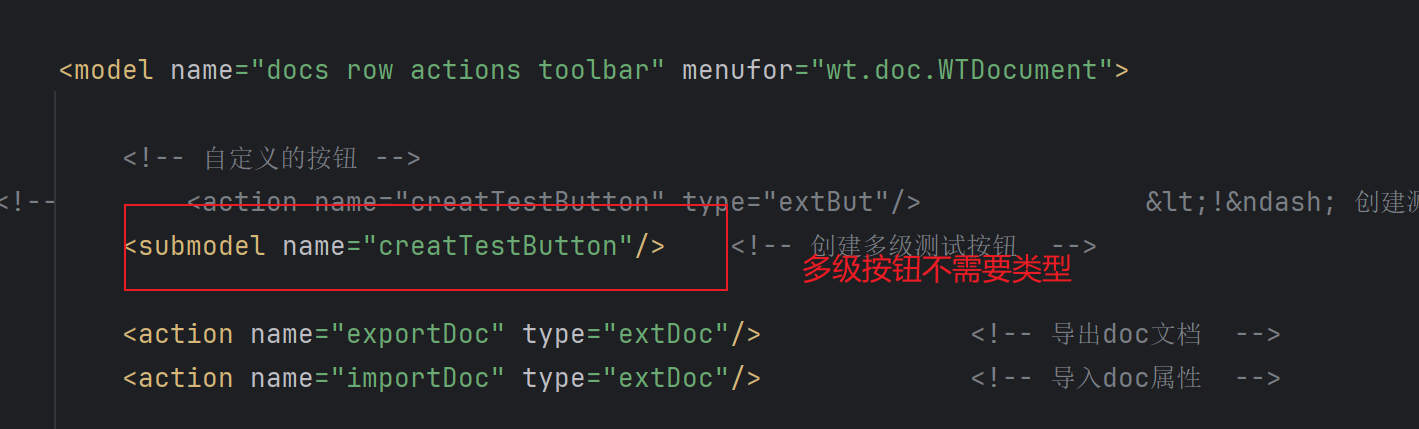 <model name="docs row actions toolbar" menufor="wt.doc.WTDocument">
<!-- 自定义的按钮 -->
<!-- <action name="creatTestButton" type="extBut"/> &lt;!&ndash; 创建测
<submodel name="creatTestButton"/> <!-- 创建多级测试按钮 -->
多级按钮不需要类型
<action name="exportDoc" type="extDoc"/> <!-- 导出doc文档 -->
<action name="importDoc" type="extDoc"/> <!-- 导入doc属性 -->